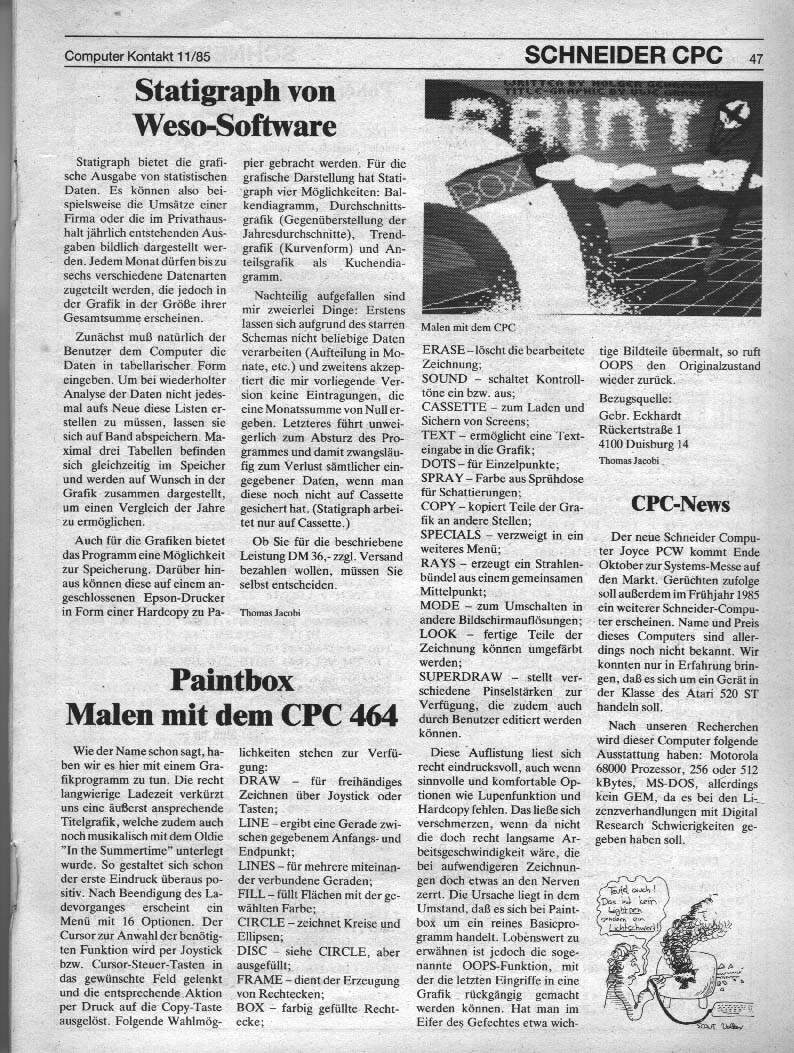 Computer Kontakt 11/85
SCHNEIDER CPC 47
Statigraph von
Weso-Software
Statigraph bietet die grafi-
sche Ausgabe von statistischen
Daten. Es können also bei-
spielsweise die Umsätze einer
Firma oder die im Privathaus-
halt jährlich entstehenden Aus-
gaben bildlich dargestellt wer-
den. Jedem Monat dürfen bis zu
sechs verschiedene Datenarten
zugeteilt werden, die jedoch in
der Grafik in der Größe ihrer
Gesamtsumme erscheinen.
Zunächst muß natürlich der
Benutzer dem Computer die
Daten in tabellarischer Form
eingeben. Um bei wiederholter
Analyse der Daten nicht jedes-
mal aufs Neue diese Listen er-
stellen zu müssen, lassen sie
sich auf Band abspeichern. Ma-
ximal drei Tabellen befinden
sich gleichzeitig im Speicher
und werden auf Wunsch in der
Grafik zusammen dargestellt,
um einen Vergleich der Jahre
zu ermöglichen.
Auch für die Grafiken bietet
das Programm eine Möglichkeit
zur Speicherung. Darüber hin-
aus können diese auf einem an-
geschlossenen Epson-Drucker
in Form einer Hardcopy zu Pa-
pier gebracht werden. Für die
grafische Darstellung hat Stati-
graph vier Möglichkeiten: Bal-
kendiagramm, Durchschnitts-
grafik (Gegenüberstellung der
Jahresdurchschnitte), Trend-
grafik (Kurvenform) und An-
teilsgrafik als Kuchendia-
gramm.
Nachteilig aufgefallen sind
mir zweierlei Dinge: Erstens
lassen sich aufgrund des starren
Schemas nicht beliebige Daten
verarbeiten (Aufteilung in Mo-
nate, etc.) und zweitens akzep-
tiert die mir vorliegende Ver-
sion keine Eintragungen, die
eine Monatssumme von Null er-
geben. Letzteres führt unwei-
gerlich zum Absturz des Pro-
grammes und damit zwangsläu-
fig zum Verlust sämtlicher ein-
gegebener Daten, wenn man
diese noch nicht auf Cassette
gesichert hat. (Statigraph arbei-
tet nur auf Cassette.)
Ob Sie für die beschriebene
Leistung DM 36,- zzgl. Versand
bezahlen wollen, müssen Sie
selbst entscheiden.
Thomas Jacobi
Paintbox
Malen mit dem CPC 464
Wie der Name schon sagt, ha-
ben wir es hier mit einem Gra-
fikprogramm zu tun. Die recht
langwierige Ladezeit verkürzt
uns eine äußerst ansprechende
Titelgrafik, welche zudem auch
noch musikalisch mit dem Oldie
"In the Summertime" unterlegt
wurde. So gestaltet sich schon
der erste Eindruck überaus po-
sitiv. Nach Beendigung des La-
devorganges erscheint ein
Menü mit 16 Optionen. Der
Cursor zur Anwahl der benötig-
ten Funktion wird per Joystick
bzw. Cursor-Steuer-Tasten in
das gewünschte Feld gelenkt
und die entsprechende Aktion
per Druck auf die Copy-Taste
ausgelöst. Folgende Wahlmög-
lichkeiten stehen zur Verfü-
gung:
DRAW – für freihändiges
Zeichnen über Joystick oder
Tasten;
LINE – ergibt eine Gerade zwi-
schen gegebenem Anfangs- und
Endpunkt;
LINES – für mehrere miteinan-
der verbundene Geraden;
FILL – füllt Flächen mit der ge-
wählten Farbe;
CIRCLE – zeichnet Kreise und
Ellipsen;
DISC – siehe CIRCLE, aber
ausgefüllt;
FRAME – dient der Erzeugung
von Rechtecken;
BOX – farbig gefüllte Recht-
ecke;
WRITTEN BY HOLGER
TITLE-GRAPHIC BY
PAINT
BOX
Malen mit dem CPC
ERASE – löscht die bearbeitete
Zeichnung;
SOUND – schaltet Kontroll-
töne ein bzw. aus;
CASSETTE – zum Laden und
Sichern von Screens;
TEXT – ermöglicht eine Text-
eingabe in die Grafik;
DOTS – für Einzelpunkte;
SPRAY – Farbe aus Sprühdose
für Schattierungen;
COPY – kopiert Teile der Gra-
fik an andere Stellen;
SPECIALS – verzweigt in ein
weiteres Menü;
RAYS – erzeugt ein Strahlen-
bündel aus einem gemeinsamen
Mittelpunkt;
MODE – zum Umschalten in
andere Bildschirmauflösungen;
LOOK – fertige Teile der
Zeichnung können umgefärbt
werden;
SUPERDRAW – stellt ver-
schiedene Pinselstärken zur
Verfügung, die zudem auch
durch Benutzer editiert werden
können.
Diese Auflistung liest sich
recht eindrucksvoll, auch wenn
sinnvolle und komfortable Op-
tionen wie Lupenfunktion und
Hardcopy fehlen. Das ließe sich
verschmerzen, wenn da nicht
die doch recht langsame Ar-
beitsgeschwindigkeit wäre, die
bei aufwendigeren Zeichnun-
gen doch etwas an den Nerven
zerrt. Die Ursache liegt in dem
Umstand, daß es sich bei Paint-
box um ein reines Basicpro-
gramm handelt. Lobenswert zu
erwähnen ist jedoch die soge-
nannte OOPS-Funktion, mit
der die letzten Eingriffe in eine
Grafik rückgängig gemacht
werden können. Hat man im
Eifer des Gefechtes etwa wich-
tige Bildteile übermalt, so ruft
OOPS den Originalzustand
wieder zurück.
Bezugsquelle:
Gebr. Eckhardt
Rückertstraße 1
4100 Duisburg 14
Thomas Jacobi
CPC-News
Der neue Schneider Compu-
ter Joyce PCW kommt Ende
Oktober zur Systems-Messe auf
den Markt. Gerüchten zufolge
soll außerdem im Frühjahr 1985
ein weiterer Schneider-Compu-
ter erscheinen. Name und Preis
dieses Computers sind aller-
dings noch nicht bekannt. Wir
konnten nur in Erfahrung brin-
gen, daß es sich um ein Gerät in
der Klasse des Atari 520 ST
handeln soll.
Nach unseren Recherchen
wird dieser Computer folgende
Ausstattung haben: Motorola
68000 Prozessor, 256 oder 512
kBytes, MS-DOS, allerdings
kein GEM, da es bei den Li-
zenzverhandlungen mit Digital
Research Schwierigkeiten ge-
geben haben soll.
Teufel auch!
Das ist kein
Lightpen
sondern ein
Lichtschwert!
SCOUT Volker